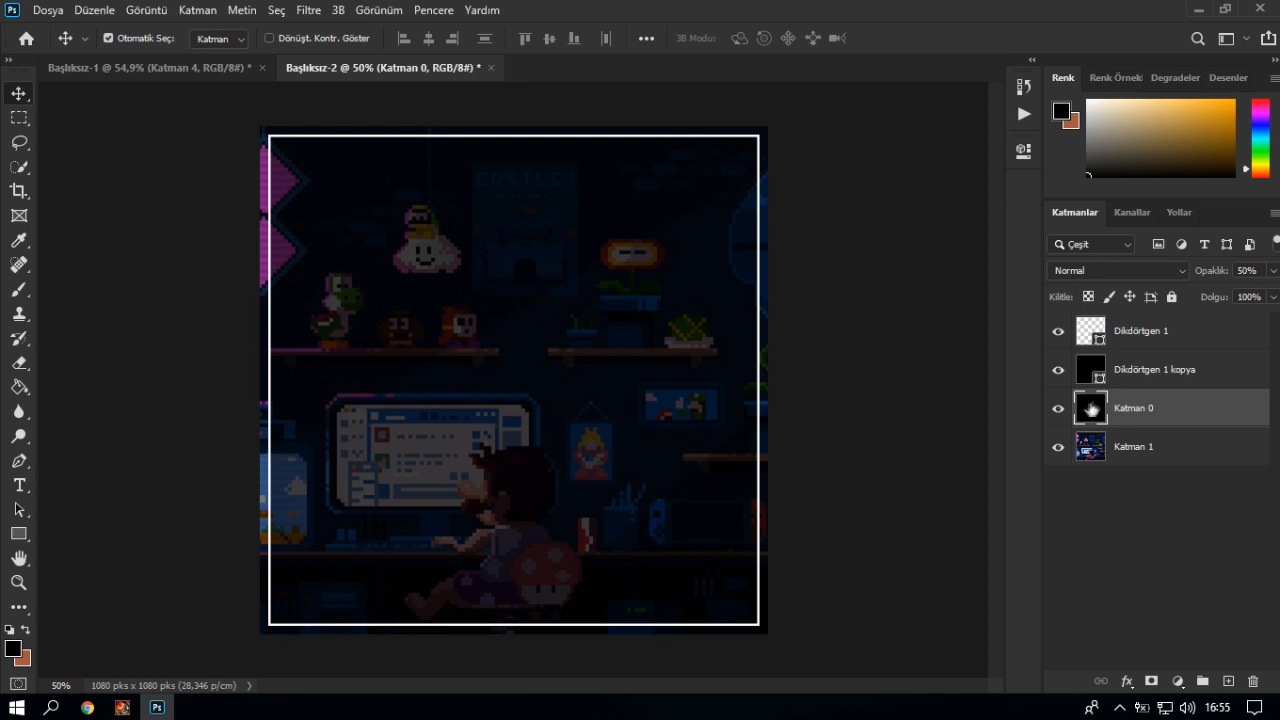 Ps Dosya Düzenle Görüntü Katman Metin Seç Filtre 3B Görünüm Pencere Yardım
Otomatik Seç: Katman Dönüşt. Kontr. Göster 3B Modu:
Başlıksız-1 @ 54,9% (Katman 4, RGB/8#) * Başlıksız-2 @ 50% (Katman 0, RGB/8#) *
Renk Renk Örnekl Degradeler Desenler
Katmanlar Kanallar Yollar
Çeşit
Normal Opaklık: 50%
Kilitle: Dolgu: 100%
Dikdörtgen 1
Dikdörtgen 1 kopya
Katman 0
Katman 1
50% 1080 pks x 1080 pks (28,346 p/cm)
Ps 16:55